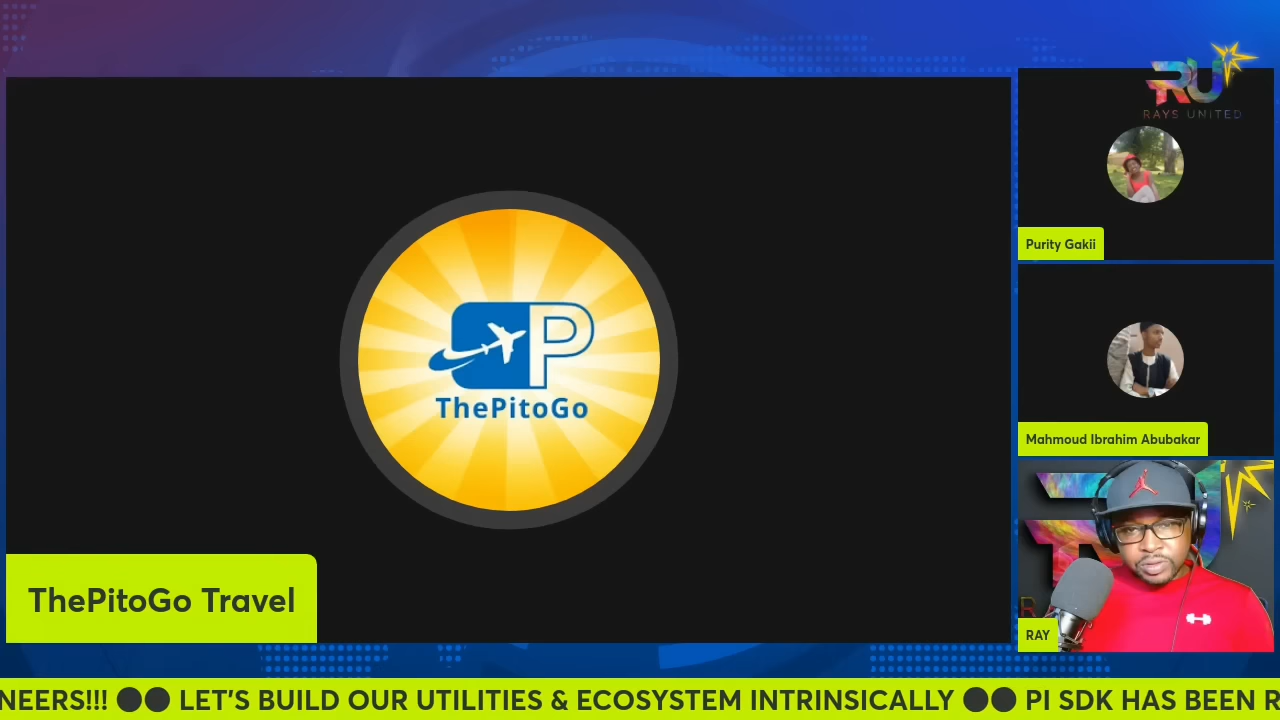 RU
RAYS UNITED
P
ThePitoGo
Purity Gakii
Mahmoud Ibrahim Abubakar
ThePitoGo Travel
RAY
NEERS!!! ●● LET'S BUILD OUR UTILITIES & ECOSYSTEM INTRINSICALLY ●● PI SDK HAS BEEN R